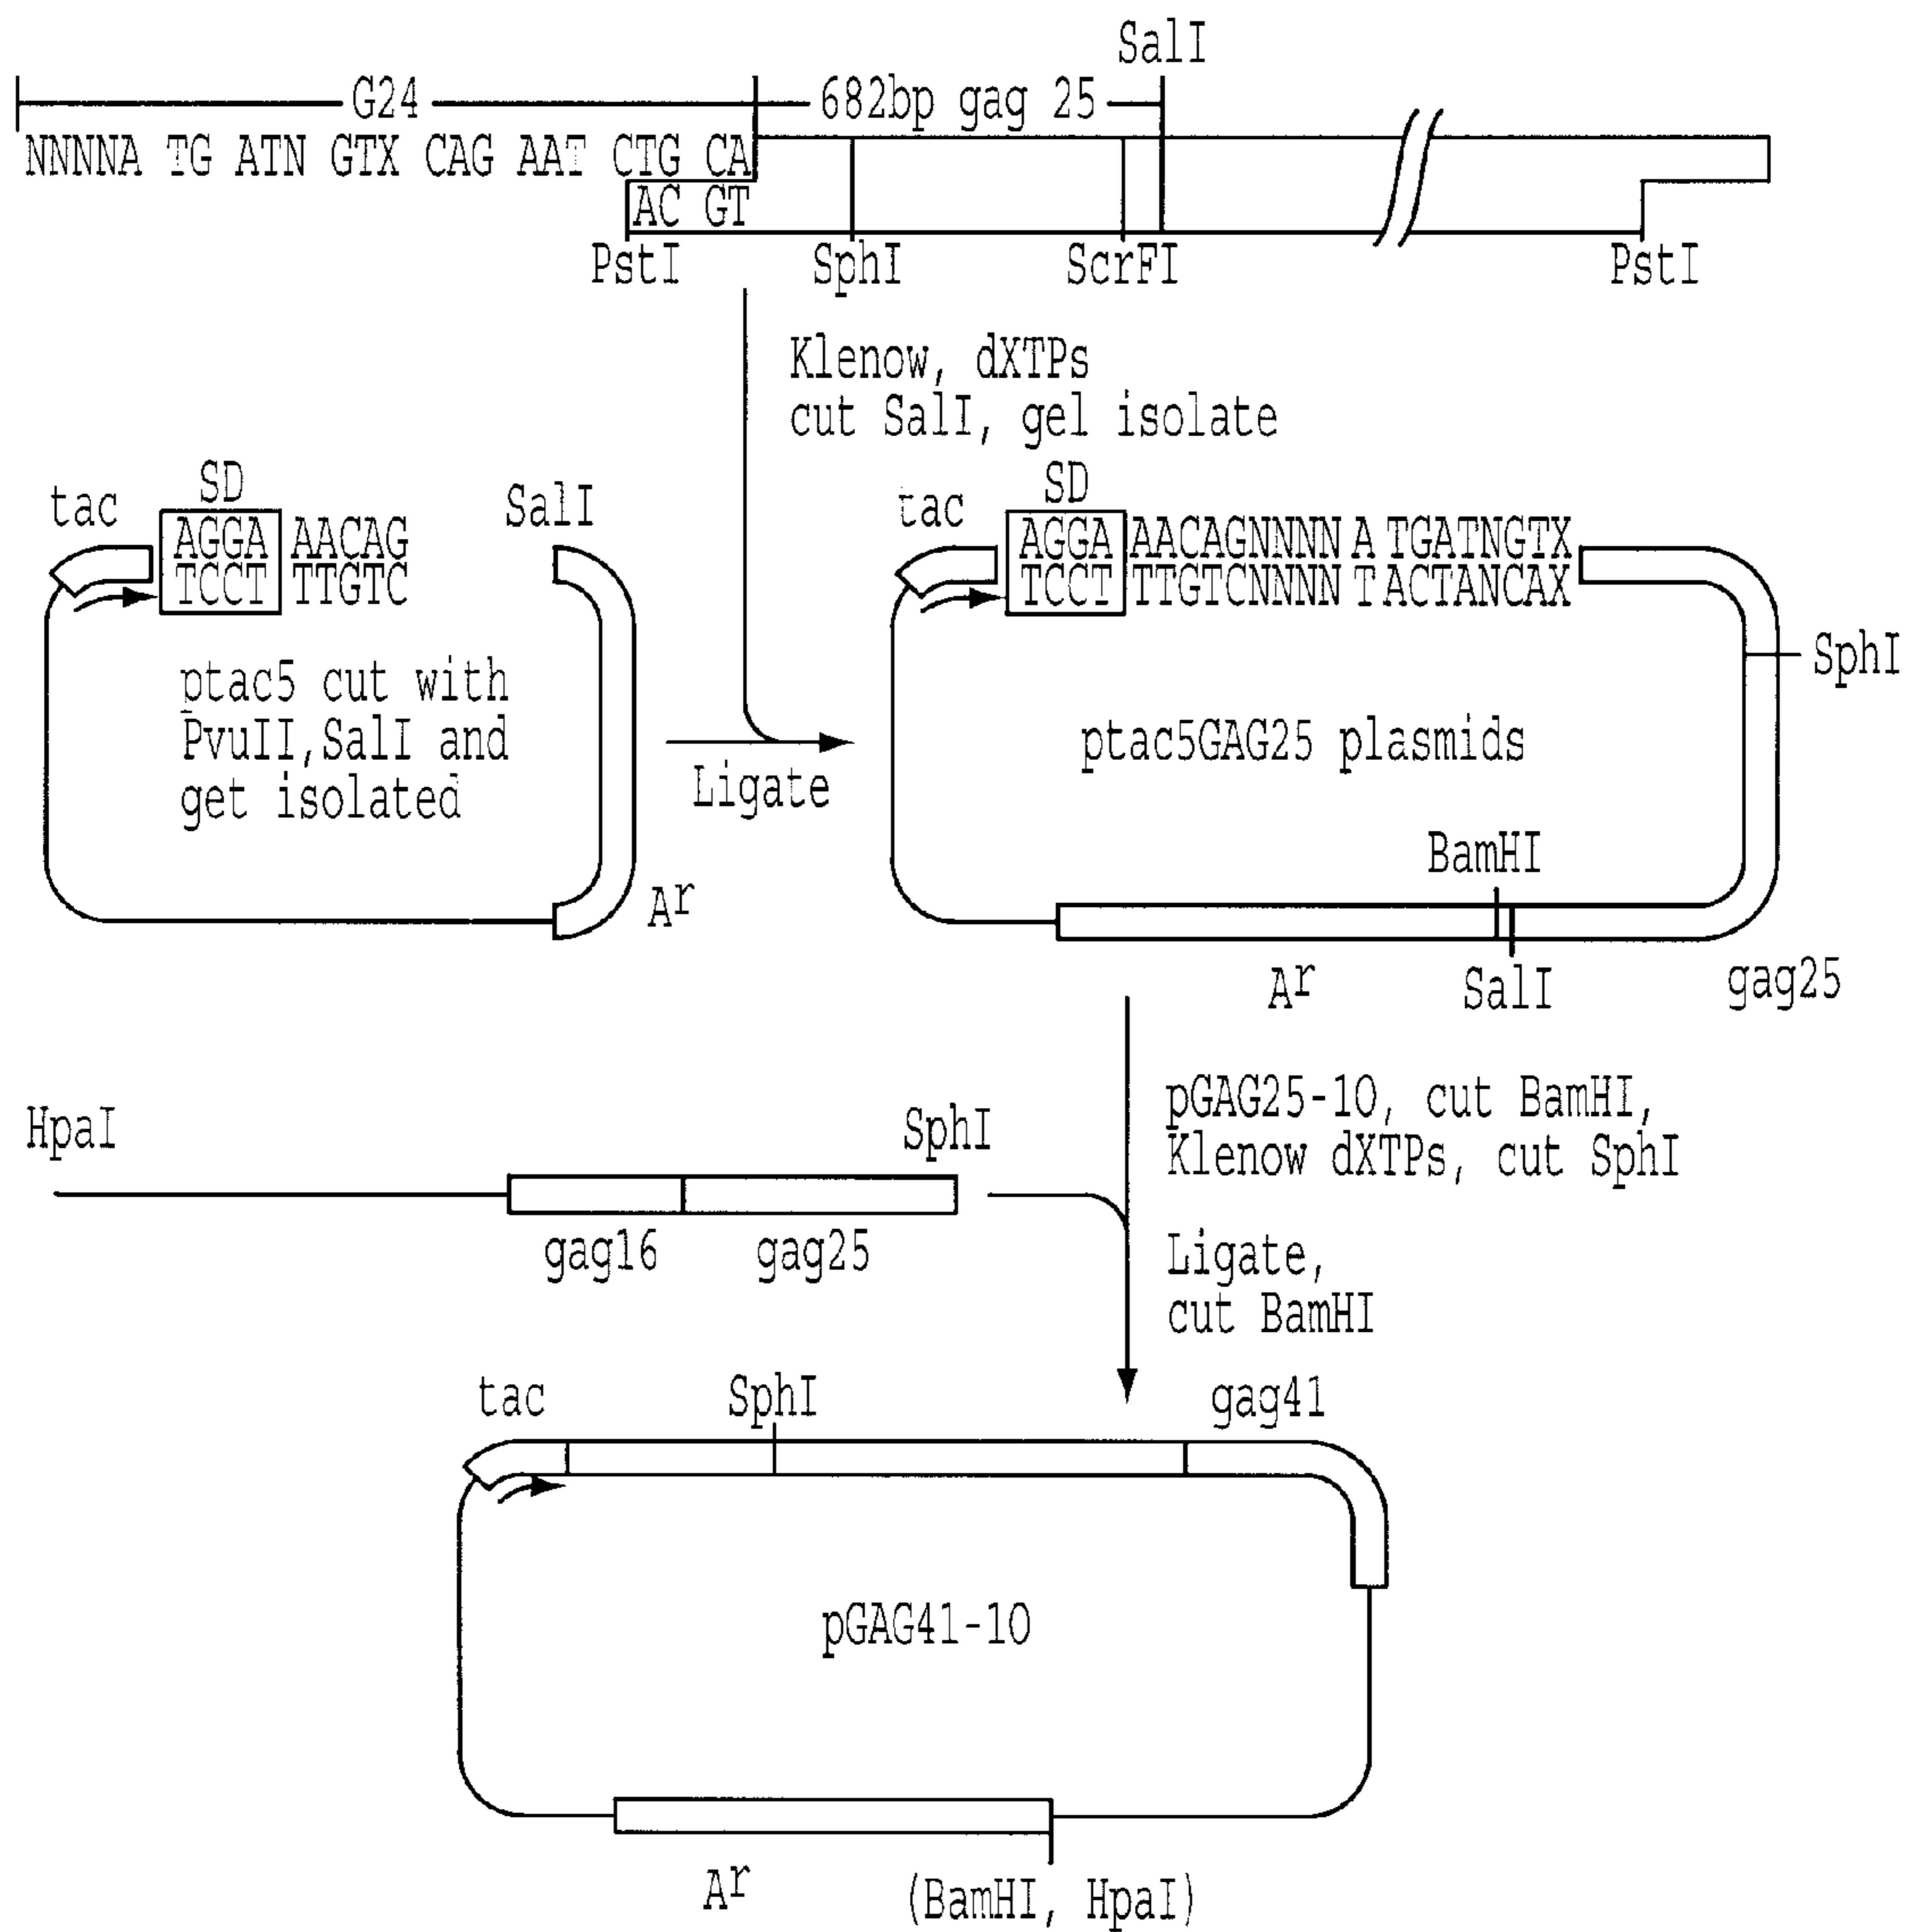 SalI
G24
682bp gag 25
NNNNA TG ATN GTX CAG AAT CTG CA
AC GT
PstI
SphI
ScrFI
PstI
Klenow, dXTPs
cut SalI, gel isolate
tac
SD
SalI
AGGA AACAG
TCCT TTGTC
ptac5 cut with
PvuII,SalI and
get isolated
Ar
Ligate
tac
SD
AGGA AACAGNNNN A TGATNGTX
TCCT TTGTCNNNN T ACTANCAX
SphI
ptac5GAG25 plasmids
BamHI
Ar
SalI
gag25
pGAG25-10, cut BamHI,
Klenow dXTPs, cut SphI
HpaI
SphI
gag16
gag25
Ligate,
cut BamHI
tac
SphI
gag41
pGAG41-10
Ar
(BamHI, HpaI)